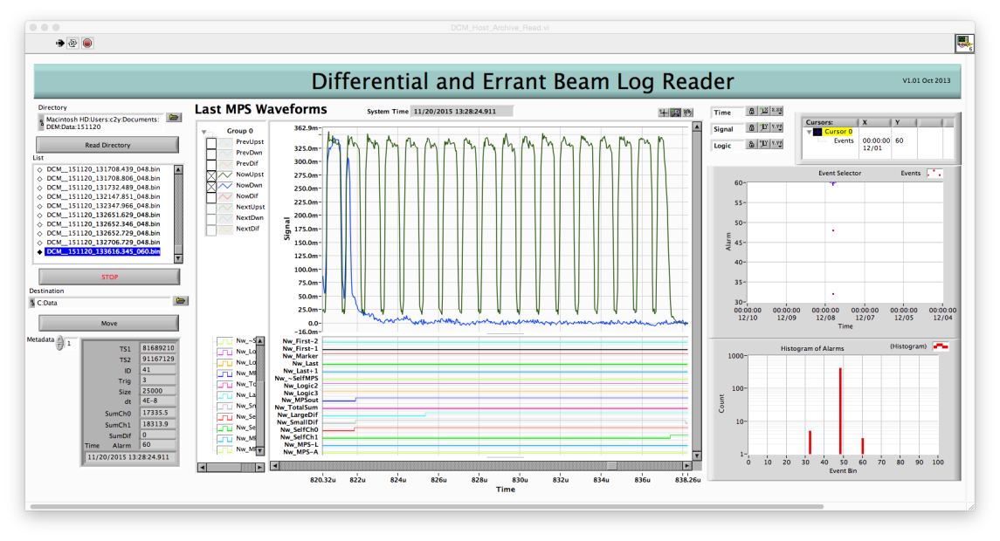 DCM_Host_Archive_Read.vi
6
Differential and Errant Beam Log Reader
V1.01 Oct 2013
Directory
Macintosh HD:Users:c2y:Documents:
DEM:Data:151120
Read Directory
List
DCM__151120_131708.439_048.bin
DCM__151120_131708.806_048.bin
DCM__151120_131732.489_048.bin
DCM__151120_132147.851_048.bin
DCM__151120_132347.966_048.bin
DCM__151120_132651.629_048.bin
DCM__151120_132652.346_048.bin
DCM__151120_132652.729_048.bin
DCM__151120_132706.729_048.bin
DCM__151120_133616.345_060.bin
STOP
Destination
C:Data
Move
Metadata
1
TS1 81689210
TS2 91167129
ID 41
Trig 3
Size 25000
dt 4E-8
SumCh0 17335.5
SumCh1 18313.9
SumDif 0
Time Alarm 60
11/20/2015 13:28:24.911
Last MPS Waveforms
System Time 11/20/2015 13:28:24.911
Group 0
PrevUpst
PrevDwn
PrevDif
NowUpst
NowDwn
NowDif
NextUpst
NextDwn
NextDif
Signal
362.9m
325.0m
300.0m
275.0m
250.0m
225.0m
200.0m
175.0m
150.0m
125.0m
100.0m
75.0m
50.0m
25.0m
0.0
-16.0m
Nw_~S
Nw_Lo
Nw_Lo
Nw_MP
Nw_To
Nw_La
Nw_Sn
Nw_Se
Nw_Se
Nw_MP
Nw_MP
Nw_First-2
Nw_First-1
Nw_Marker
Nw_Last
Nw_Last+1
Nw_~SelfMPS
Nw_Logic2
Nw_Logic3
Nw_MPSout
Nw_TotalSum
Nw_LargeDif
Nw_SmallDif
Nw_SelfCh0
Nw_SelfCh1
Nw_MPS-L
Nw_MPS-A
820.32u 822u 824u 826u 828u 830u 832u 834u 836u 838.26u
Time
Time
Signal
Logic
Cursors: X Y
Cursor 0
Events 00:00:00 60
12/01
Event Selector Events
Alarm
60
55
50
45
40
35
30
00:00:00 00:00:00 00:00:00 00:00:00 00:00:00 00:00:00
12/10 12/09 12/08 12/07 12/05 12/04
Time
Histogram of Alarms (Histogram)
Count
1000
100
10
1
0 10 20 30 40 50 60 70 80 90 100
Event Bin